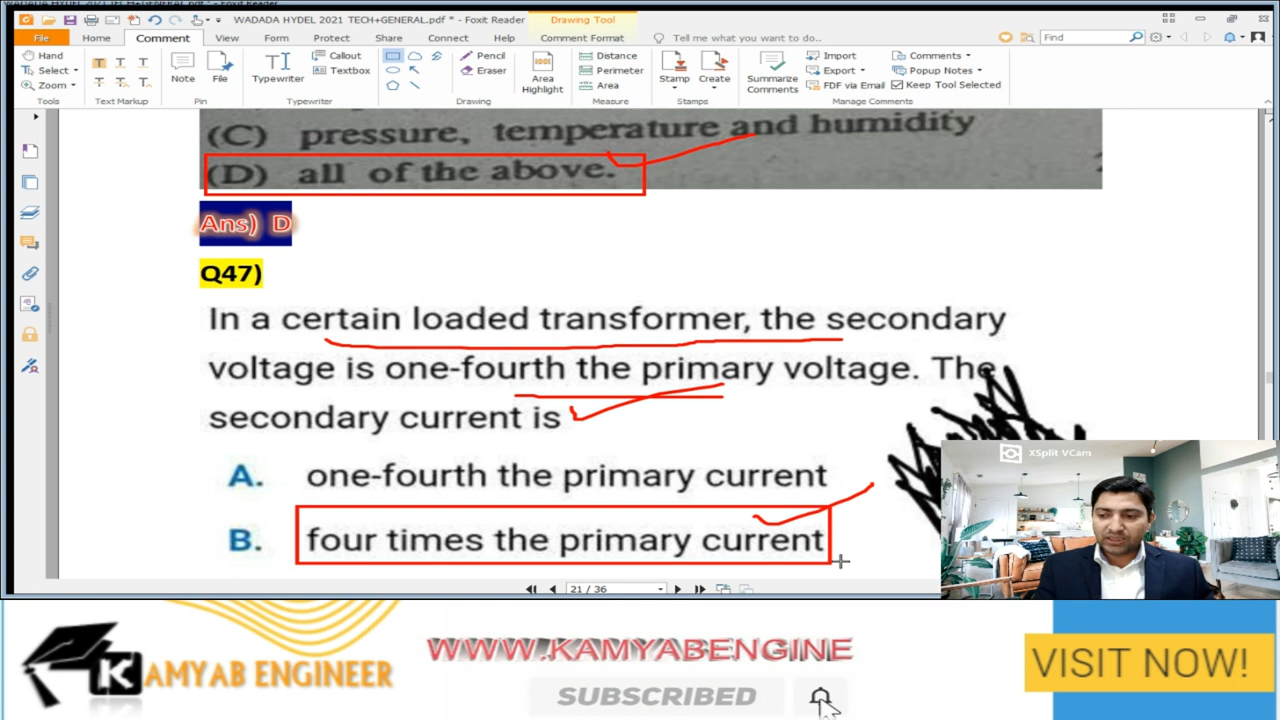 WADADA HYDEL 2021 TECH+GENERAL.pdf * - Foxit Reader
Drawing Tool
File Home Comment View Form Protect Share Connect Help Comment Format Tell me what you want to do.. Find
Hand
Select
Zoom
Tools
Text Markup
Note
File
Pin
Typewriter
Callout
Textbox
Typewriter
Pencil
Eraser
Drawing
Area Highlight
Distance
Perimeter
Area
Measure
Stamp
Create
Stamps
Summarize Comments
Import
Export
FDF via Email
Comments
Popup Notes
Keep Tool Selected
Manage Comments
(C) pressure, temperature and humidity
(D) all of the above.
Ans) D
Q47)
In a certain loaded transformer, the secondary
voltage is one-fourth the primary voltage. The
secondary current is
A. one-fourth the primary current
B. four times the primary current
XSplit VCam
21 / 36
K
AMYAB ENGINEER
WWW.KAMYABENGINE
SUBSCRIBED
VISIT NOW!